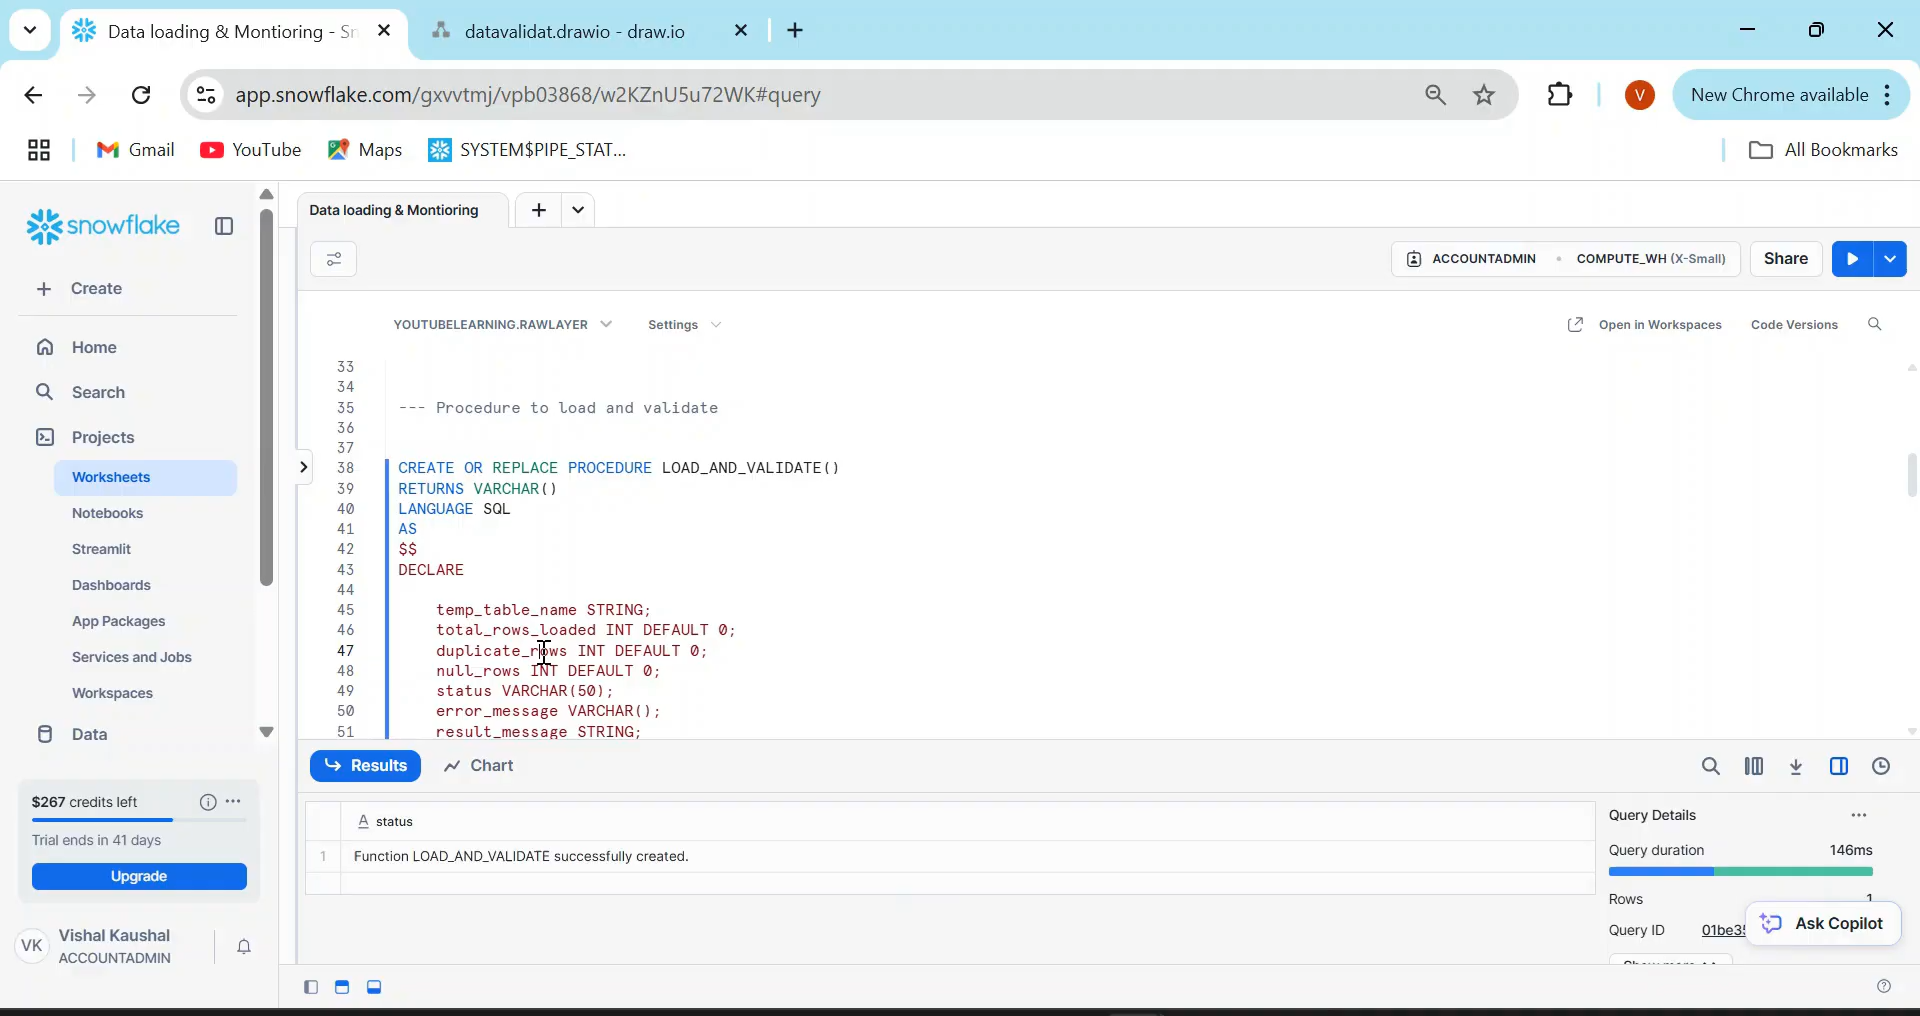 Data loading & Montioring - Sn
datavalidat.drawio - draw.io
app.snowflake.com/gxvvtmj/vpb03868/w2KZnU5u72WK#query
V
New Chrome available
Gmail
YouTube
Maps
SYSTEM$PIPE_STAT...
All Bookmarks
snowflake
Create
Home
Search
Projects
Worksheets
Notebooks
Streamlit
Dashboards
App Packages
Services and Jobs
Workspaces
Data
$267 credits left
Trial ends in 41 days
Upgrade
VK
Vishal Kaushal
ACCOUNTADMIN
Data loading & Montioring
ACCOUNTADMIN
COMPUTE_WH (X-Small)
Share
YOUTUBELEARNING.RAWLAYER
Settings
Open in Workspaces
Code Versions
33
34
35 --- Procedure to load and validate
36
37
38 CREATE OR REPLACE PROCEDURE LOAD_AND_VALIDATE()
39 RETURNS VARCHAR()
40 LANGUAGE SQL
41 AS
42 $$
43 DECLARE
44
45 temp_table_name STRING;
46 total_rows_loaded INT DEFAULT 0;
47 duplicate_rows INT DEFAULT 0;
48 null_rows INT DEFAULT 0;
49 status VARCHAR(50);
50 error_message VARCHAR();
51 result_message STRING;
Results
Chart
A status
1 Function LOAD_AND_VALIDATE successfully created.
Query Details
Query duration 146ms
Rows 1
Query ID 01be35
Ask Copilot